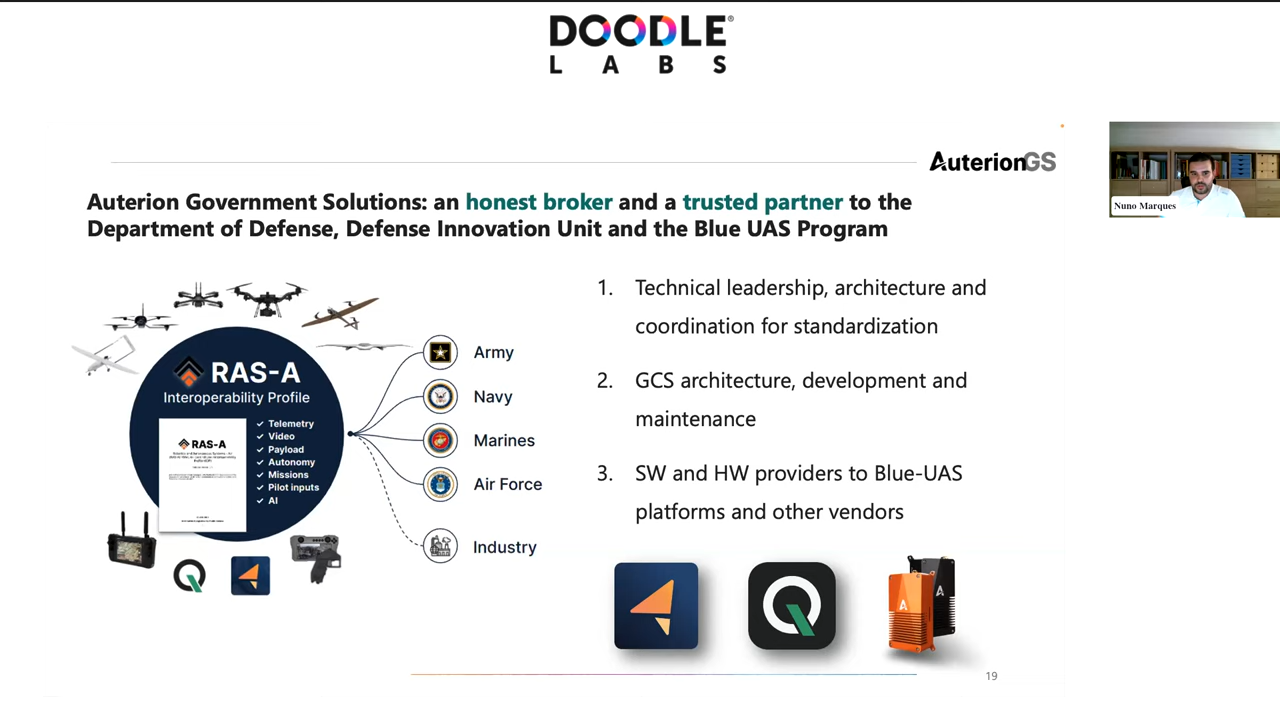 DOODLE®
LABS
AuterionGS
Nuno Marques
Auterion Government Solutions: an honest broker and a trusted partner to the
Department of Defense, Defense Innovation Unit and the Blue UAS Program
RAS-A
Interoperability Profile
RAS-A
✓ Telemetry
✓ Video
✓ Payload
✓ Autonomy
✓ Missions
✓ Pilot inputs
✓ AI
Army
Navy
Marines
Air Force
Industry
1. Technical leadership, architecture and
coordination for standardization
2. GCS architecture, development and
maintenance
3. SW and HW providers to Blue-UAS
platforms and other vendors
19